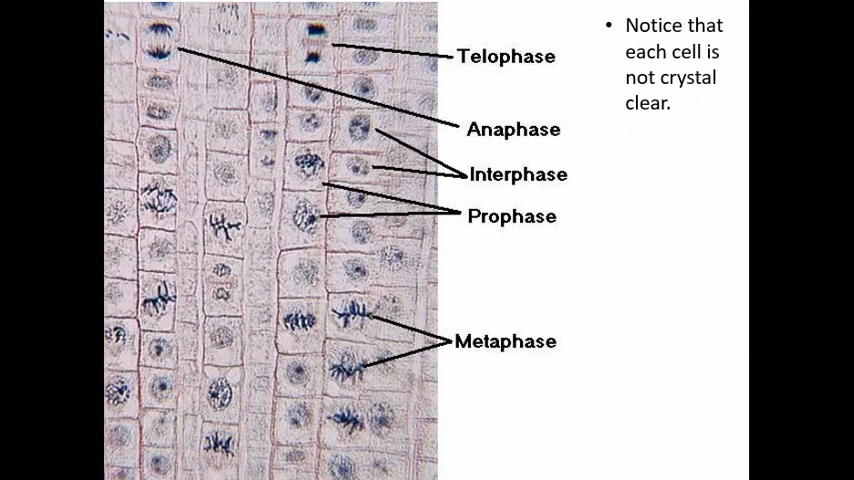 Telophase
Anaphase
Interphase
Prophase
Metaphase
• Notice that
each cell is
not crystal
clear.